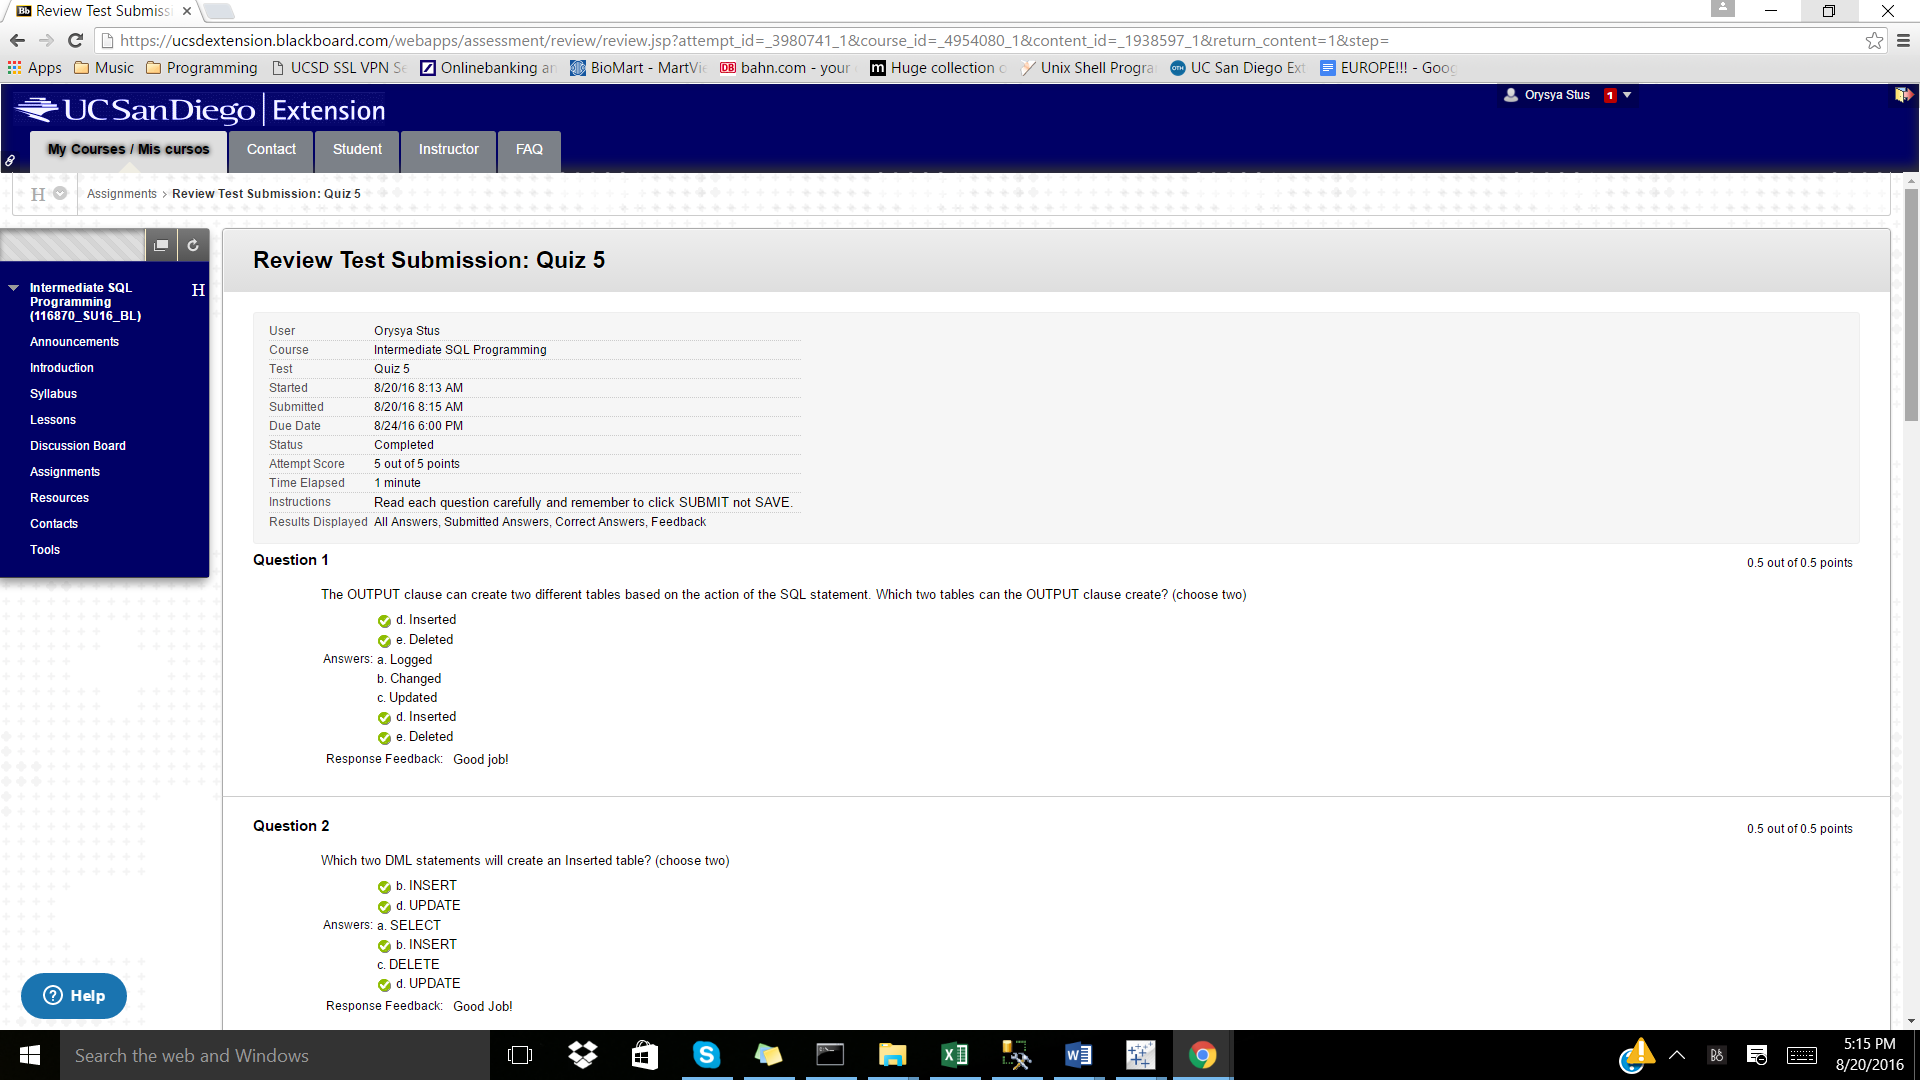 Review Test Submiss
https://ucsdextension.blackboard.com/webapps/assessment/review/review.jsp?attempt_id=_3980741_1&course_id=_4954080_1&content_id=_1938597_1&return_content=1&step=
Apps Music Programming UCSD SSL VPN Se Onlinebanking an BioMart - MartVie bahn.com - your Huge collection o Unix Shell Progra UC San Diego Ext EUROPE!!! - Goog
UC San Diego Extension
Orysya Stus 1
My Courses / Mis cursos Contact Student Instructor FAQ
H Assignments > Review Test Submission: Quiz 5
Review Test Submission: Quiz 5
Intermediate SQL H
Programming
(116870_SU16_BL)
Announcements
Introduction
Syllabus
Lessons
Discussion Board
Assignments
Resources
Contacts
Tools
User Orysya Stus
Course Intermediate SQL Programming
Test Quiz 5
Started 8/20/16 8:13 AM
Submitted 8/20/16 8:15 AM
Due Date 8/24/16 6:00 PM
Status Completed
Attempt Score 5 out of 5 points
Time Elapsed 1 minute
Instructions Read each question carefully and remember to click SUBMIT not SAVE.
Results Displayed All Answers, Submitted Answers, Correct Answers, Feedback
Question 1 0.5 out of 0.5 points
The OUTPUT clause can create two different tables based on the action of the SQL statement. Which two tables can the OUTPUT clause create? (choose two)
d. Inserted
e. Deleted
Answers: a. Logged
b. Changed
c. Updated
d. Inserted
e. Deleted
Response Feedback: Good job!
Question 2 0.5 out of 0.5 points
Which two DML statements will create an Inserted table? (choose two)
b. INSERT
d. UPDATE
Answers: a. SELECT
b. INSERT
c. DELETE
d. UPDATE
Response Feedback: Good Job!
Help
Search the web and Windows
5:15 PM
8/20/2016